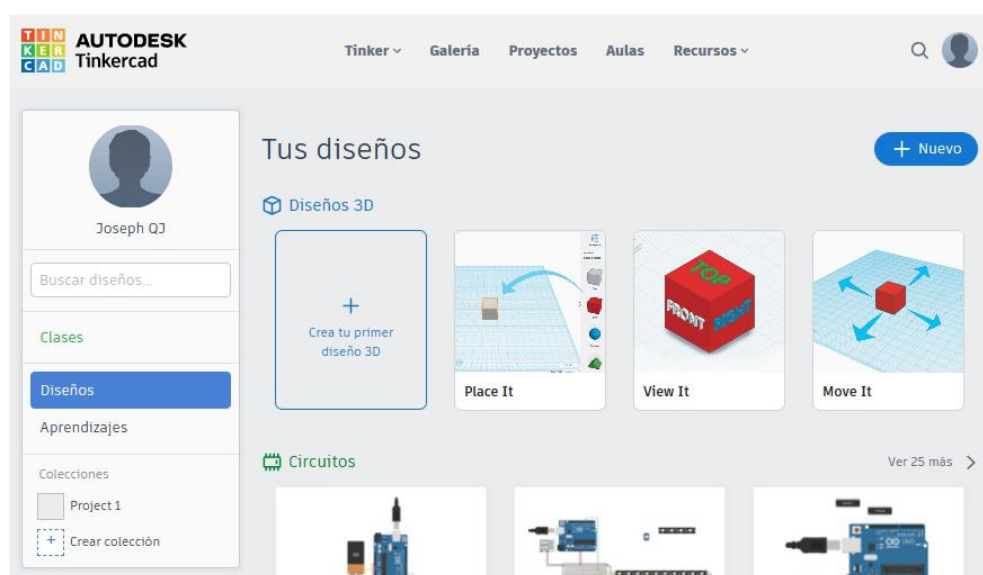 TIN
KER
CAD
AUTODESK
Tinkercad
Tinker
Galería
Proyectos
Aulas
Recursos
Joseph QJ
Buscar diseños...
Clases
Diseños
Aprendizajes
Colecciones
Project 1
+ Crear colección
Tus diseños
+ Nuevo
Diseños 3D
+
Crea tu primer
diseño 3D
Place It
TOP
FRONT
RIGHT
View It
Move It
Circuitos
Ver 25 más